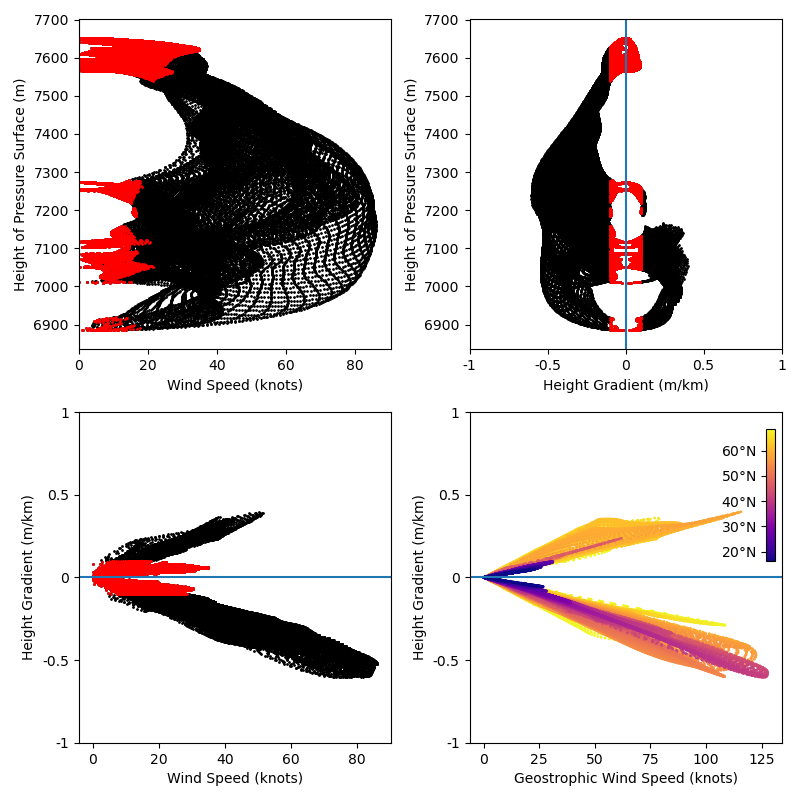 7700
7600
7500
7400
7300
7200
7100
7000
6900
Height of Pressure Surface (m)
0 20 40 60 80
Wind Speed (knots)
7700
7600
7500
7400
7300
7200
7100
7000
6900
Height of Pressure Surface (m)
-1 -0.5 0 0.5 1
Height Gradient (m/km)
1
0.5
0
-0.5
-1
Height Gradient (m/km)
0 20 40 60 80
Wind Speed (knots)
1
0.5
0
-0.5
-1
Height Gradient (m/km)
60°N
50°N
40°N
30°N
20°N
0 25 50 75 100 125
Geostrophic Wind Speed (knots)